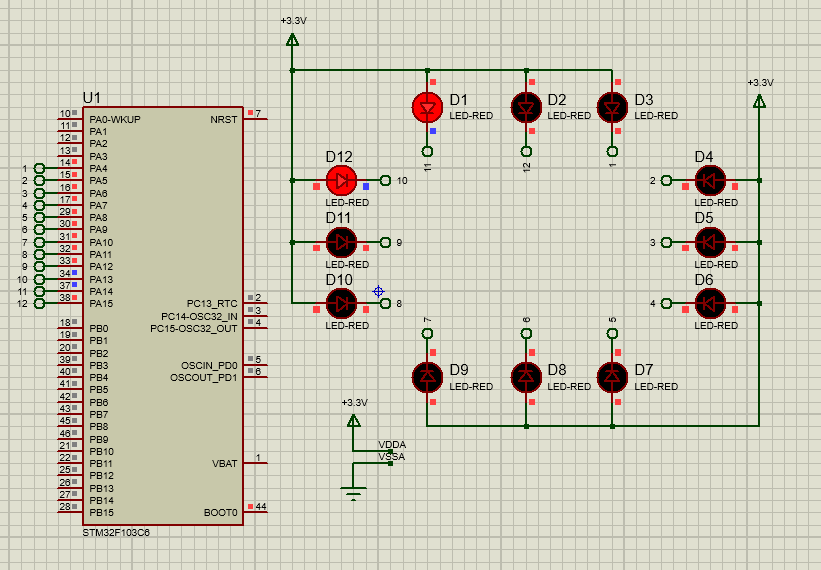 +3.3V
U1
10 PA0-WKUP NRST 7
11 PA1
12 PA2
13 PA3
1 14 PA4
2 15 PA5
3 16 PA6
4 17 PA7
5 29 PA8
6 30 PA9
7 31 PA10
8 32 PA11
9 33 PA12
10 34 PA13
11 37 PA14
12 38 PA15 PC13_RTC 2
PC14-OSC32_IN 3
18 PB0 PC15-OSC32_OUT 4
19 PB1
20 PB2
39 PB3 OSCIN_PD0 5
40 PB4 OSCOUT_PD1 6
41 PB5
42 PB6
43 PB7
45 PB8
46 PB9
21 PB10
22 PB11 VBAT 1
25 PB12
26 PB13
27 PB14
28 PB15 BOOT0 44
STM32F103C6
D1
LED-RED
11
D2
LED-RED
12
D3
LED-RED
1
+3.3V
D12
10
LED-RED
D11
9
LED-RED
D10
8
LED-RED
D4
2
LED-RED
D5
3
LED-RED
D6
4
LED-RED
7
D9
LED-RED
6
D8
LED-RED
5
D7
LED-RED
+3.3V
VDDA
VSSA